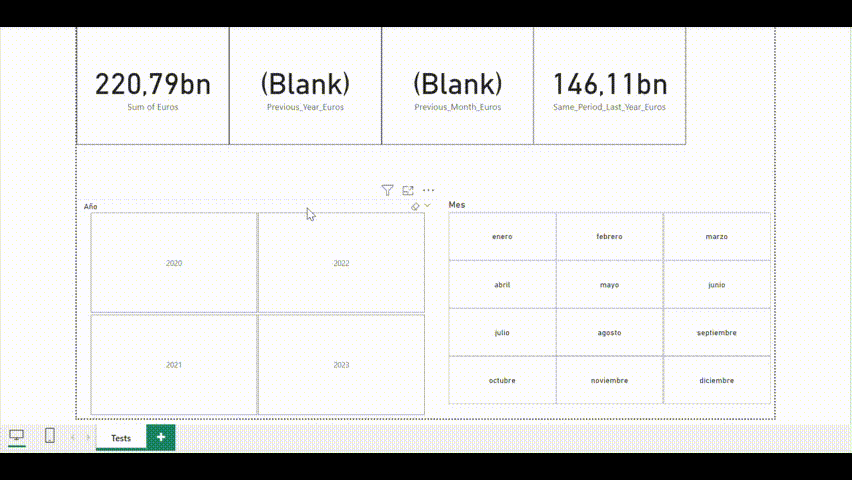 220,79bn
(Blank)
(Blank)
146,11bn
Sum of Euros
Previous_Year_Euros
Previous_Month_Euros
Same_Period_Last_Year_Euros
Año
Mes
2020
2022
2021
2023
enero
febrero
marzo
abril
mayo
junio
julio
agosto
septiembre
octubre
noviembre
diciembre
Tests